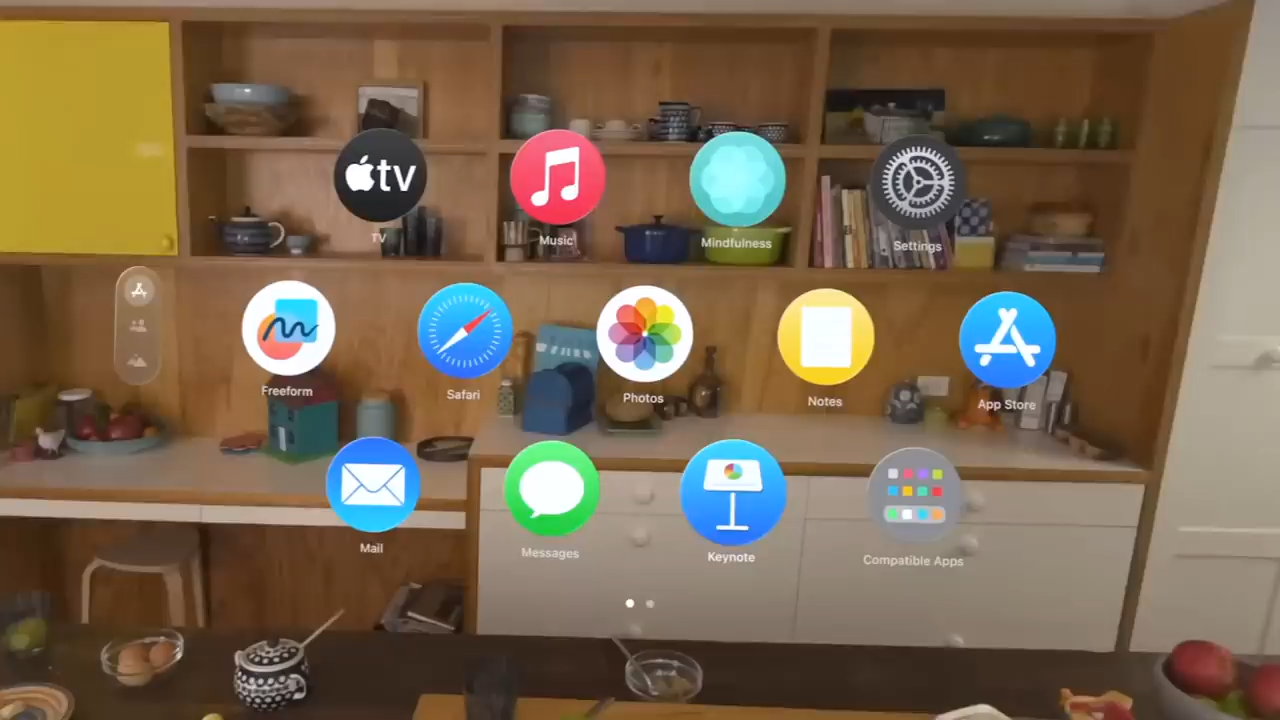 tv
TV
Music
Mindfulness
Settings
Freeform
Safari
Photos
Notes
App Store
Mail
Messages
Keynote
Compatible Apps